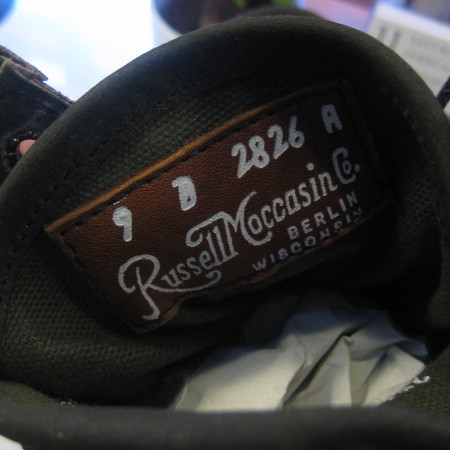 9 D 2826 A
Russell Moccasin Co.
BERLIN
WISCONSIN